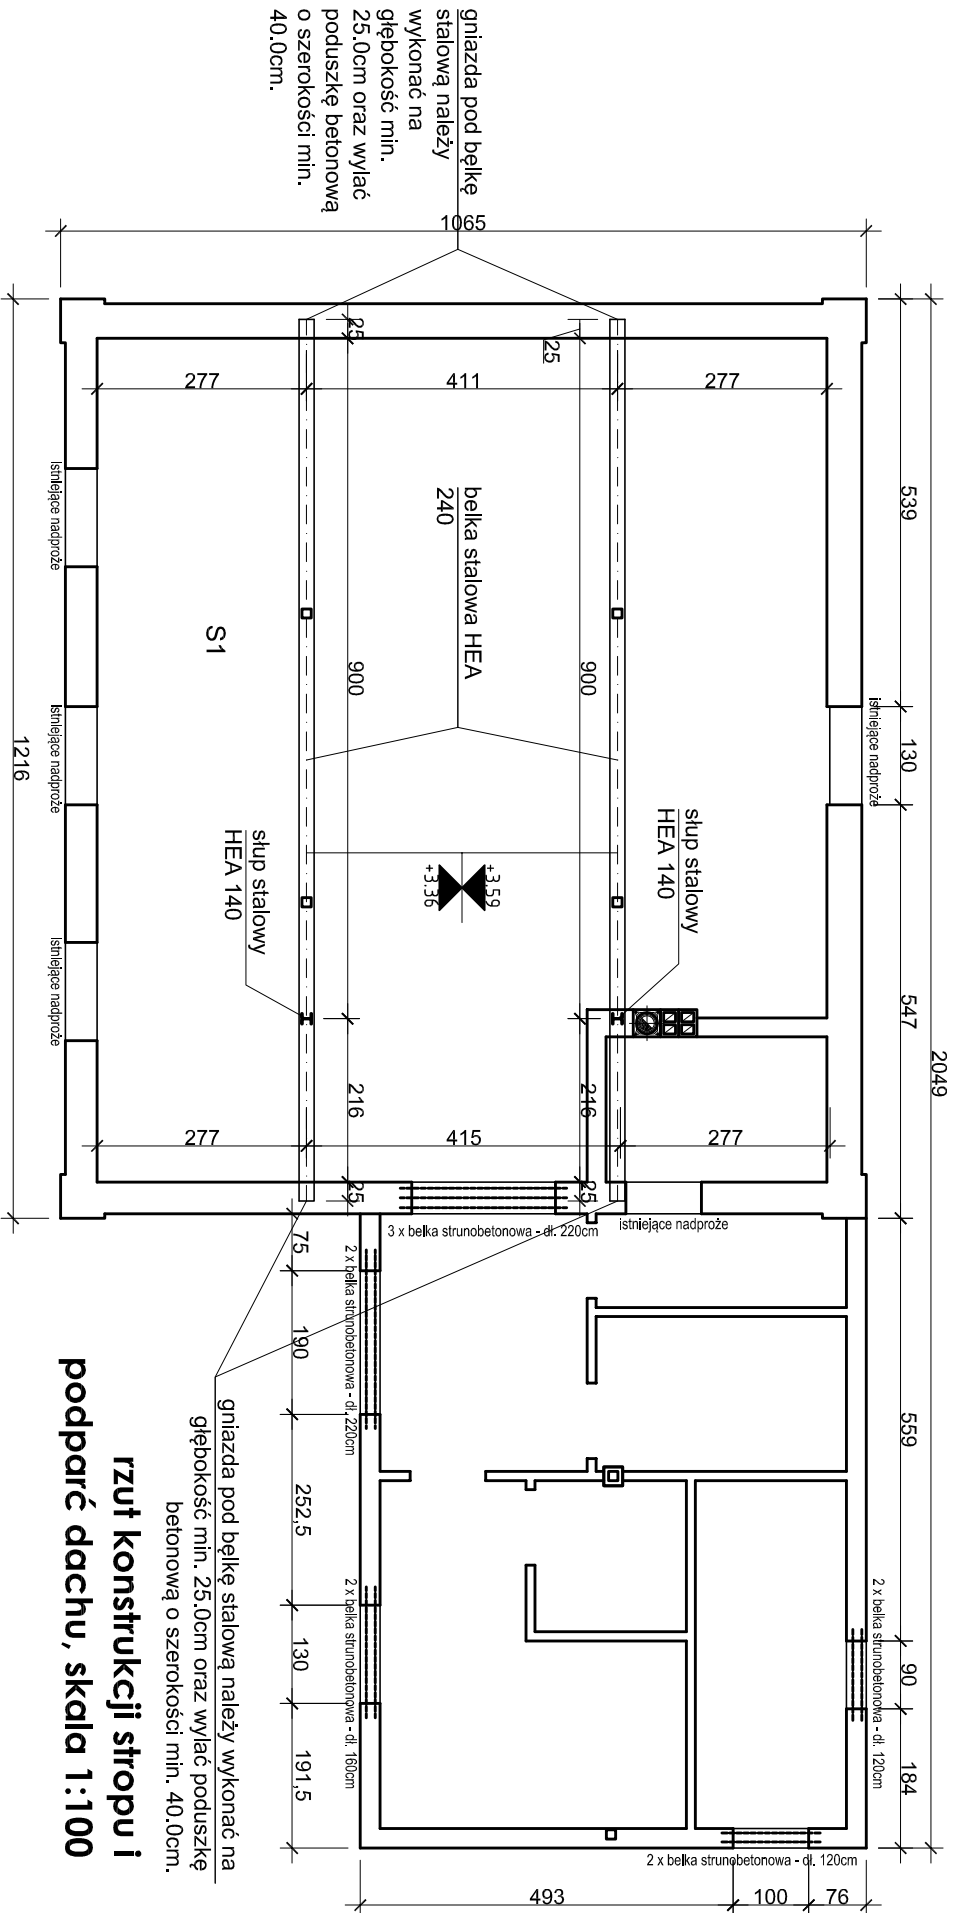 gniazda pod bęlkę
stalową należy
wykonać na
głębokość min.
25.0cm oraz wylać
poduszkę betonową
o szerokości min.
40.0cm.
2049
539
130
547
559
90
184
istniejące nadproże
2 x belka strunobetonowa - dł. 120cm
1065
25
25
277
411
277
belka stalowa HEA
240
900
900
słup stalowy
HEA 140
+3.59
+3.36
S1
słup stalowy
HEA 140
216
216
277
415
277
25
25
istniejące nadproże
istniejące nadproże
istniejące nadproże
1216
istniejące nadproże
3 x belka strunobetonowa - dł. 220cm
2 x belka strunobetonowa - dł. 220cm
2 x belka strunobetonowa - dł. 160cm
2 x belka strunobetonowa - dł. 120cm
75
190
252,5
130
191,5
493
100
76
gniazda pod bęlkę stalową należy wykonać na
głębokość min. 25.0cm oraz wylać poduszkę
betonową o szerokości min. 40.0cm.
rzut konstrukcji stropu i
podparć dachu, skala 1:100